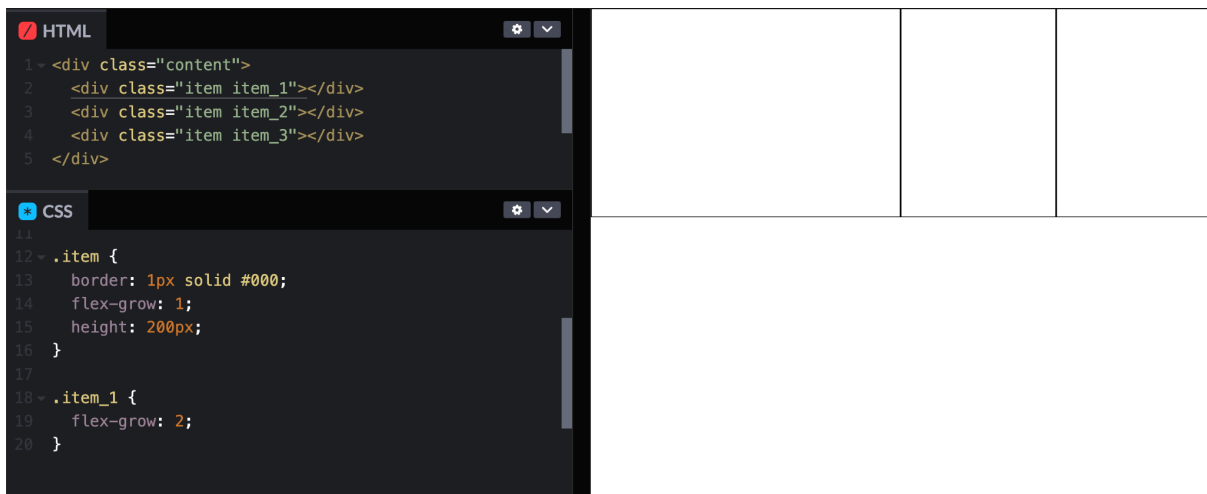 HTML
1 <div class="content">
2 <div class="item item_1"></div>
3 <div class="item item_2"></div>
4 <div class="item item_3"></div>
5 </div>
CSS
11
12 .item {
13 border: 1px solid #000;
14 flex-grow: 1;
15 height: 200px;
16 }
17
18 .item_1 {
19 flex-grow: 2;
20 }